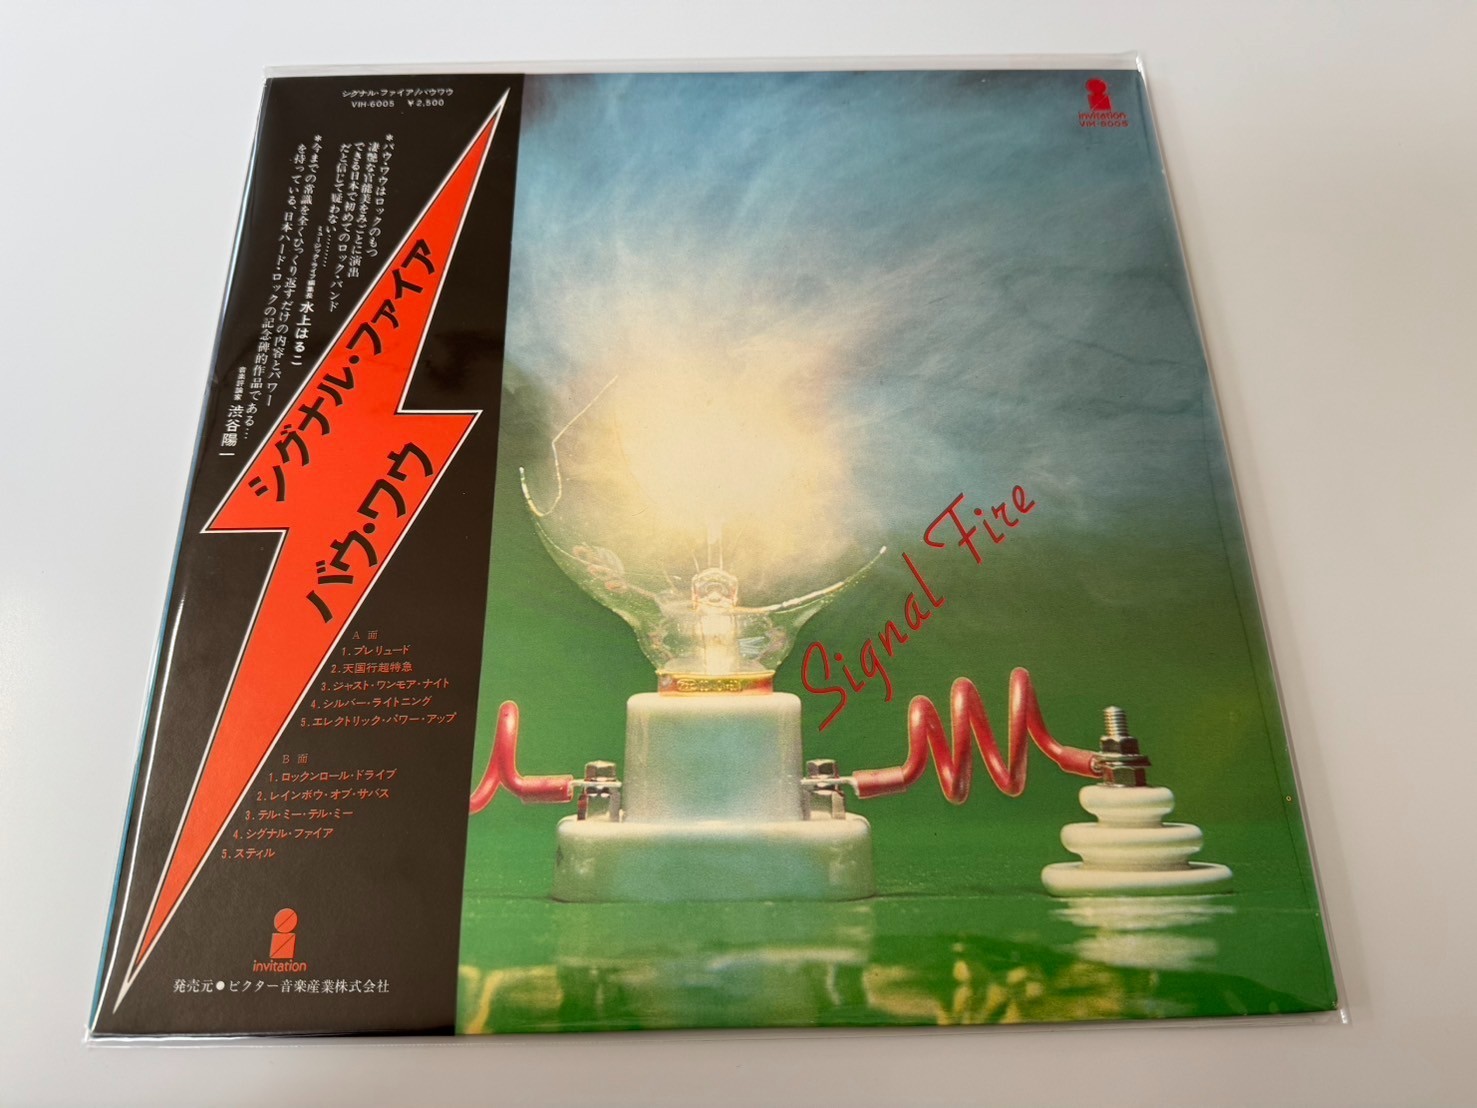 シグナル・ファイア/バウワウ
VIH-6005 ¥2,500
*バウ・ワウはロックのもつ
凄艶な官能美をみごとに演出
できる日本で初めてのロック・バンド
だと信じて疑わない………
ミュージック・ライフ編集長 水上はるこ
*今までの常識を全くひっくり返すだけの内容とパワー
を持っている、日本ハード・ロックの記念碑的作品である…
音楽評論家 渋谷陽一
シグナル・ファイア
バウ・ワウ
A面
1.プレリュード
2.天国行超特急
3.ジャスト・ワンモア・ナイト
4.シルバー・ライトニング
5.エレクトリック・パワー・アップ
B面
1.ロックンロール・ドライブ
2.レインボウ・オブ・サバス
3.テル・ミー・テル・ミー
4.シグナル・ファイア
5.スティル
invitation
発売元●ビクター音楽産業株式会社
invitation
VIH-6005
Signal Fire